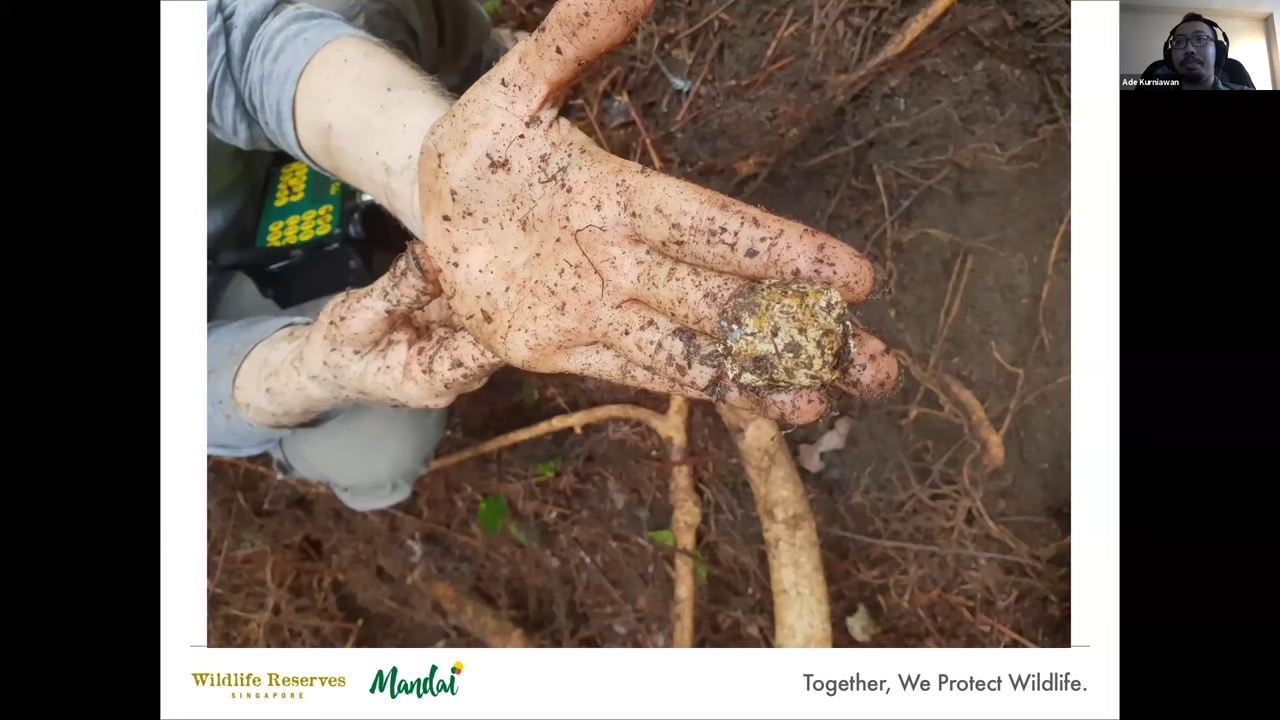 Ade Kurniawan
Wildlife Reserves
SINGAPORE
Mandai
Together, We Protect Wildlife.